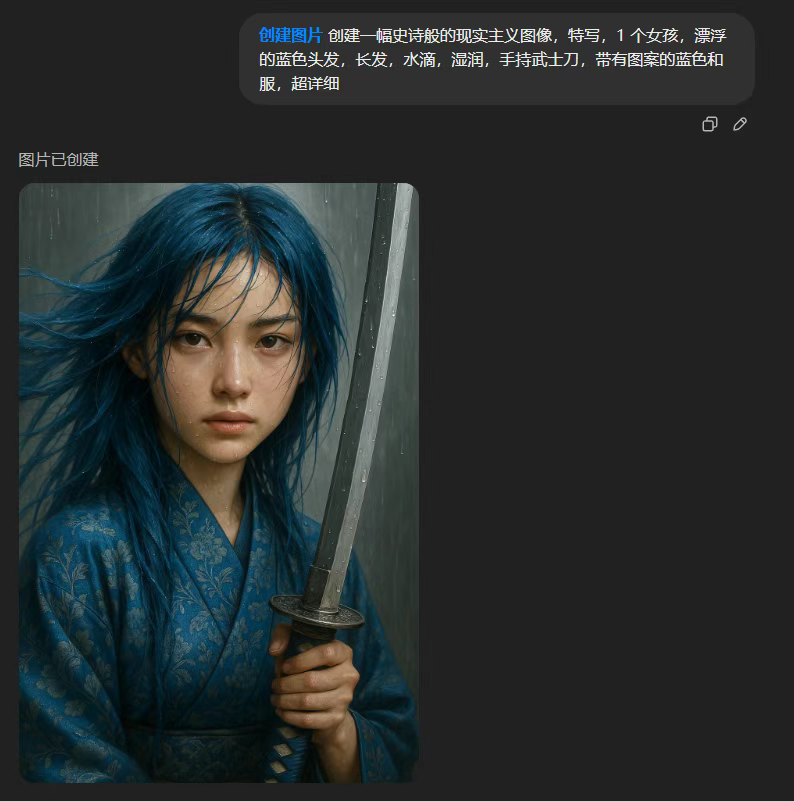 创建图片 创建一幅史诗般的现实主义图像，特写，1 个女孩，漂浮
的蓝色头发，长发，水滴，湿润，手持武士刀，带有图案的蓝色和
服，超详细
图片已创建